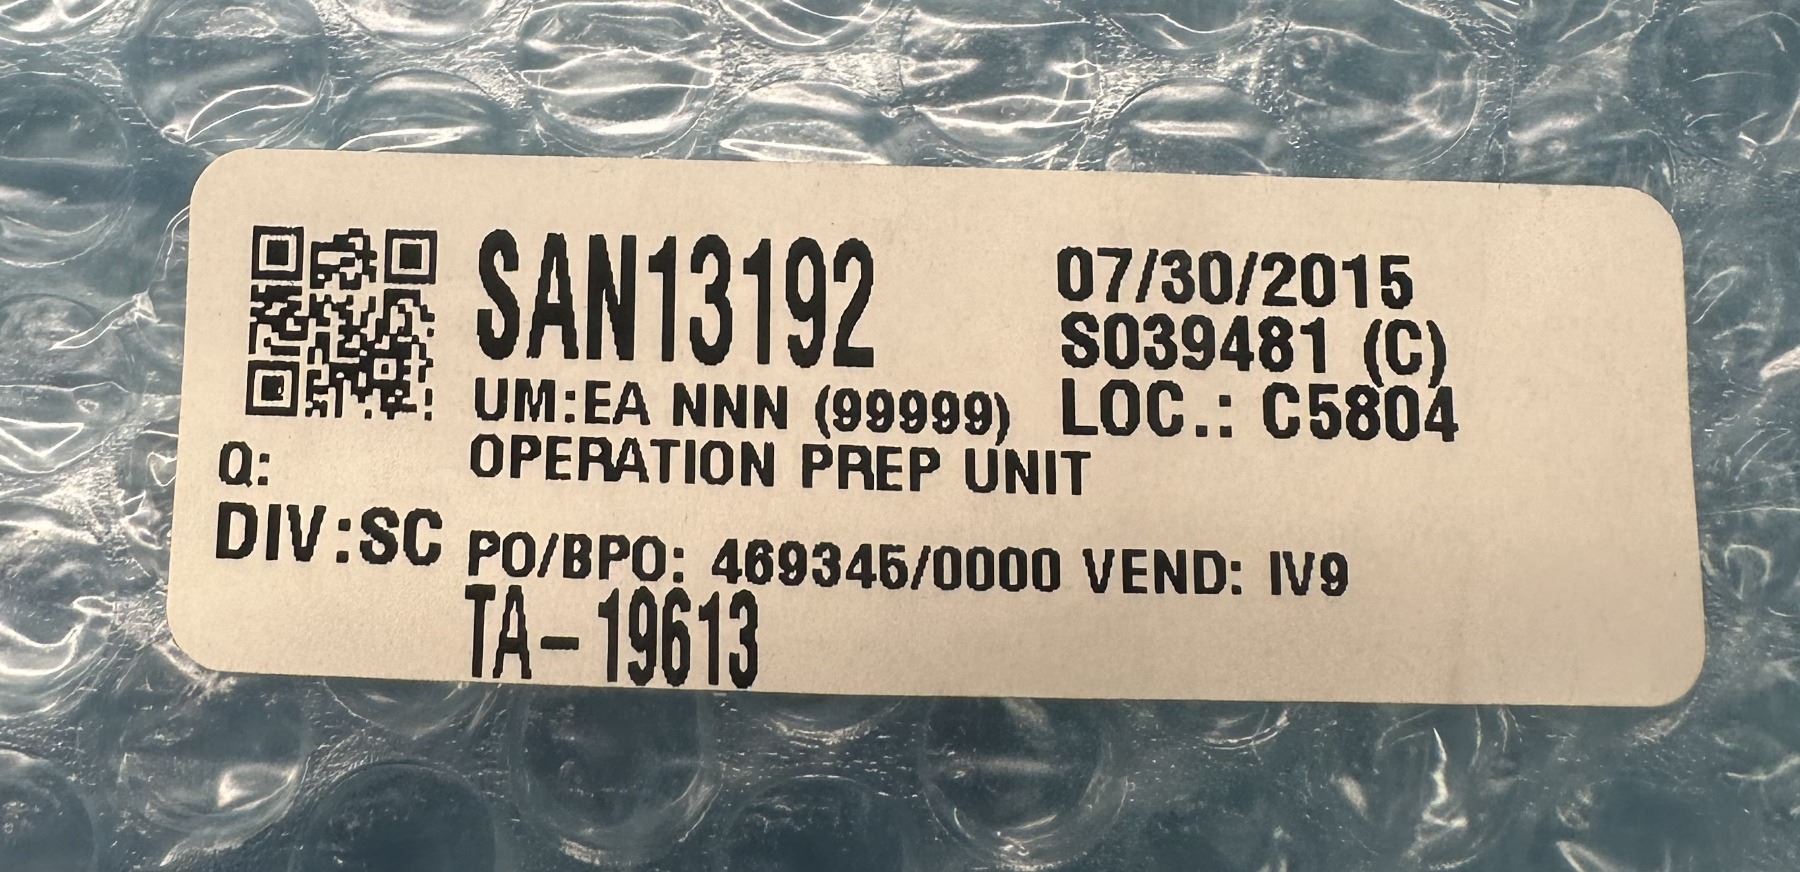 SAN13192
07/30/2015
S039481 (C)
UM:EA NNN (99999)
LOC.: C5804
Q:
OPERATION PREP UNIT
DIV:SC
PO/BPO: 469345/0000 VEND: IV9
TA-19613